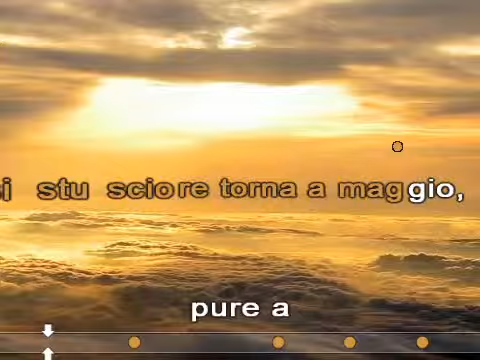 i stu sciore torna a maggio,
pure a